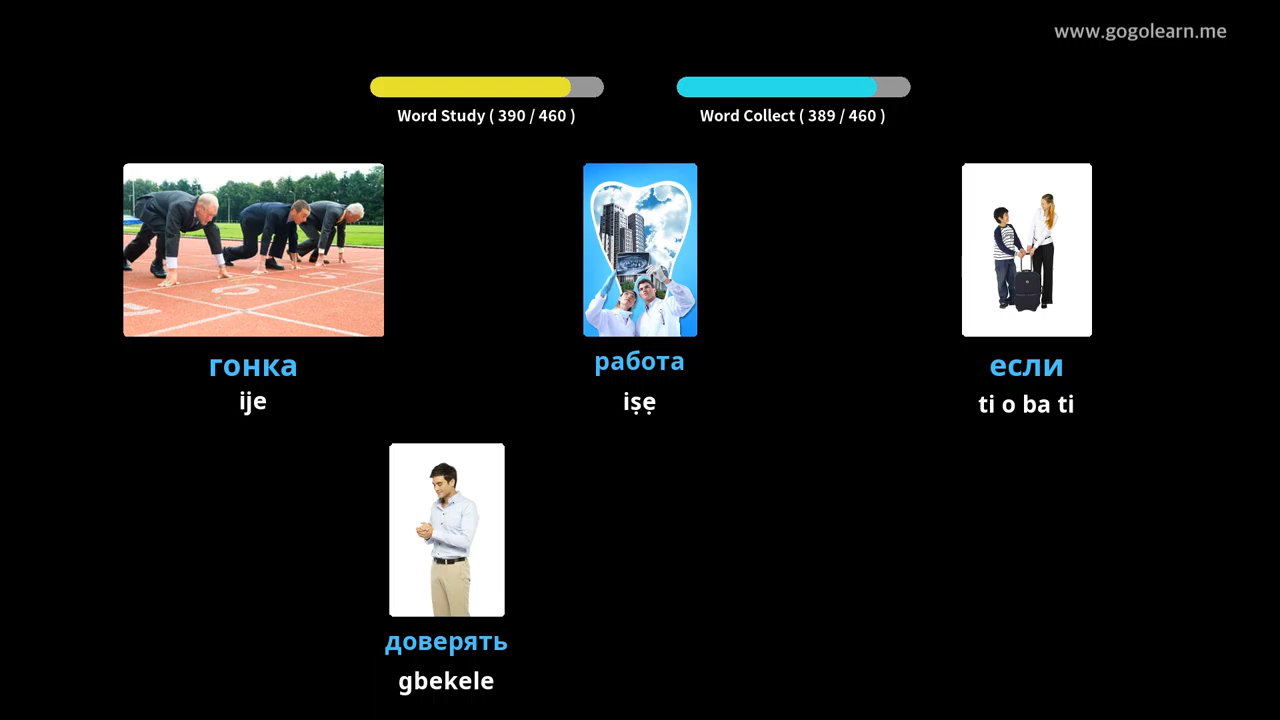 www.gogolearn.me
Word Study ( 390 / 460 )
Word Collect ( 389 / 460 )
гонка
ije
работа
iṣẹ
если
ti o ba ti
доверять
gbekele